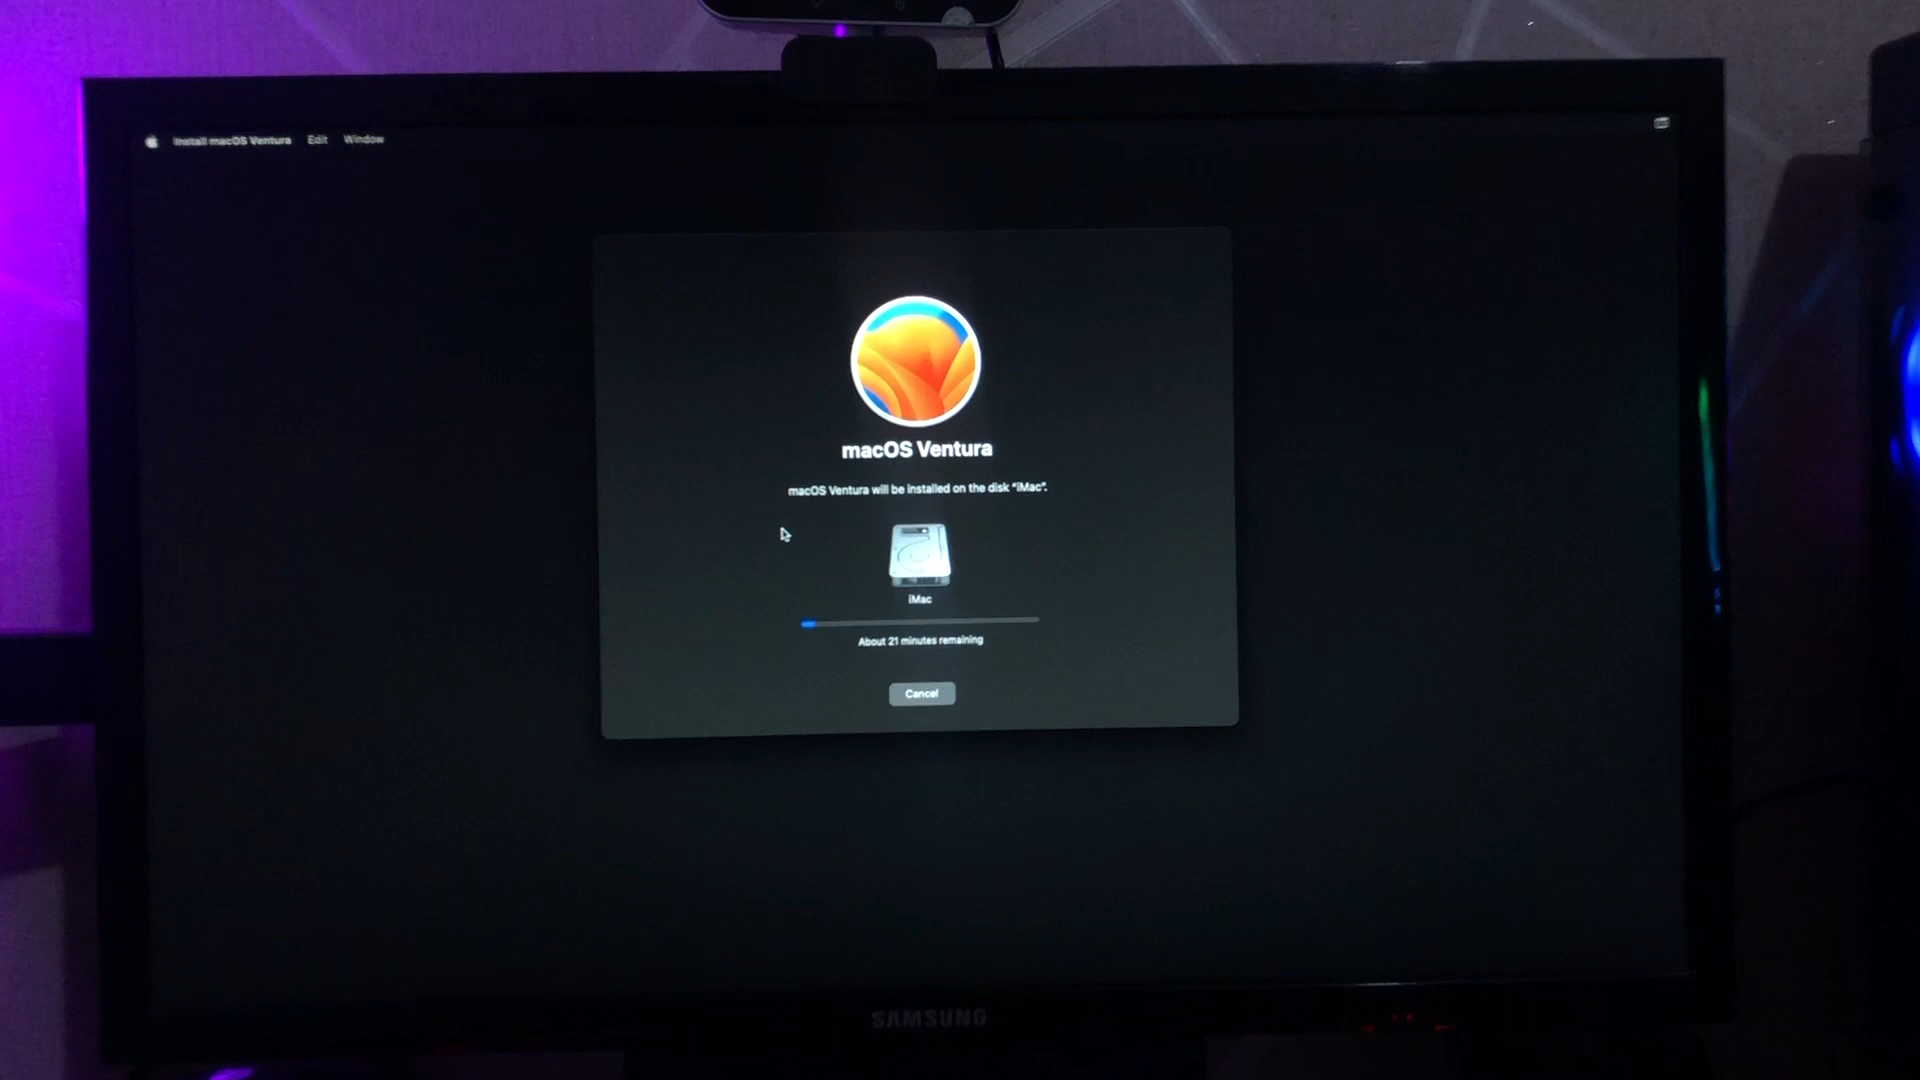 Install macOS Ventura Edit Window
macOS Ventura
macOS Ventura will be installed on the disk “iMac”.
iMac
About 21 minutes remaining
Cancel
SAMSUNG